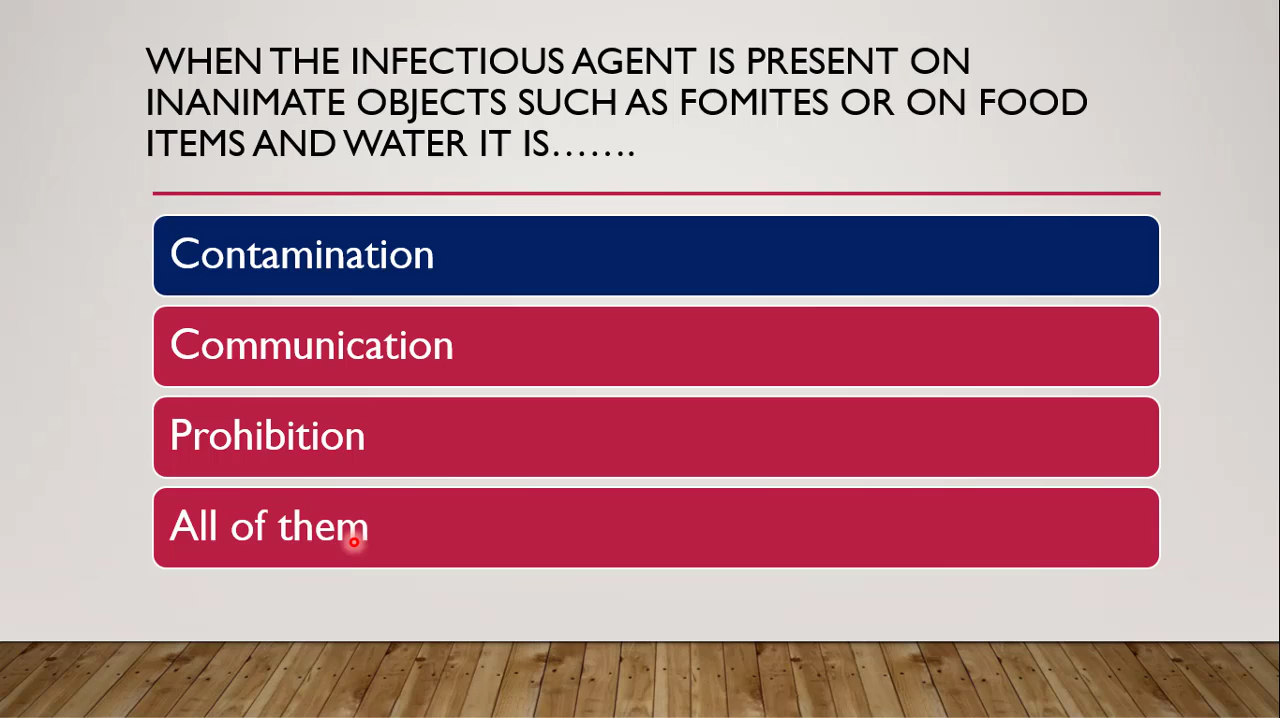 WHEN THE INFECTIOUS AGENT IS PRESENT ON
INANIMATE OBJECTS SUCH AS FOMITES OR ON FOOD
ITEMS AND WATER IT IS.......
Contamination
Communication
Prohibition
All of them